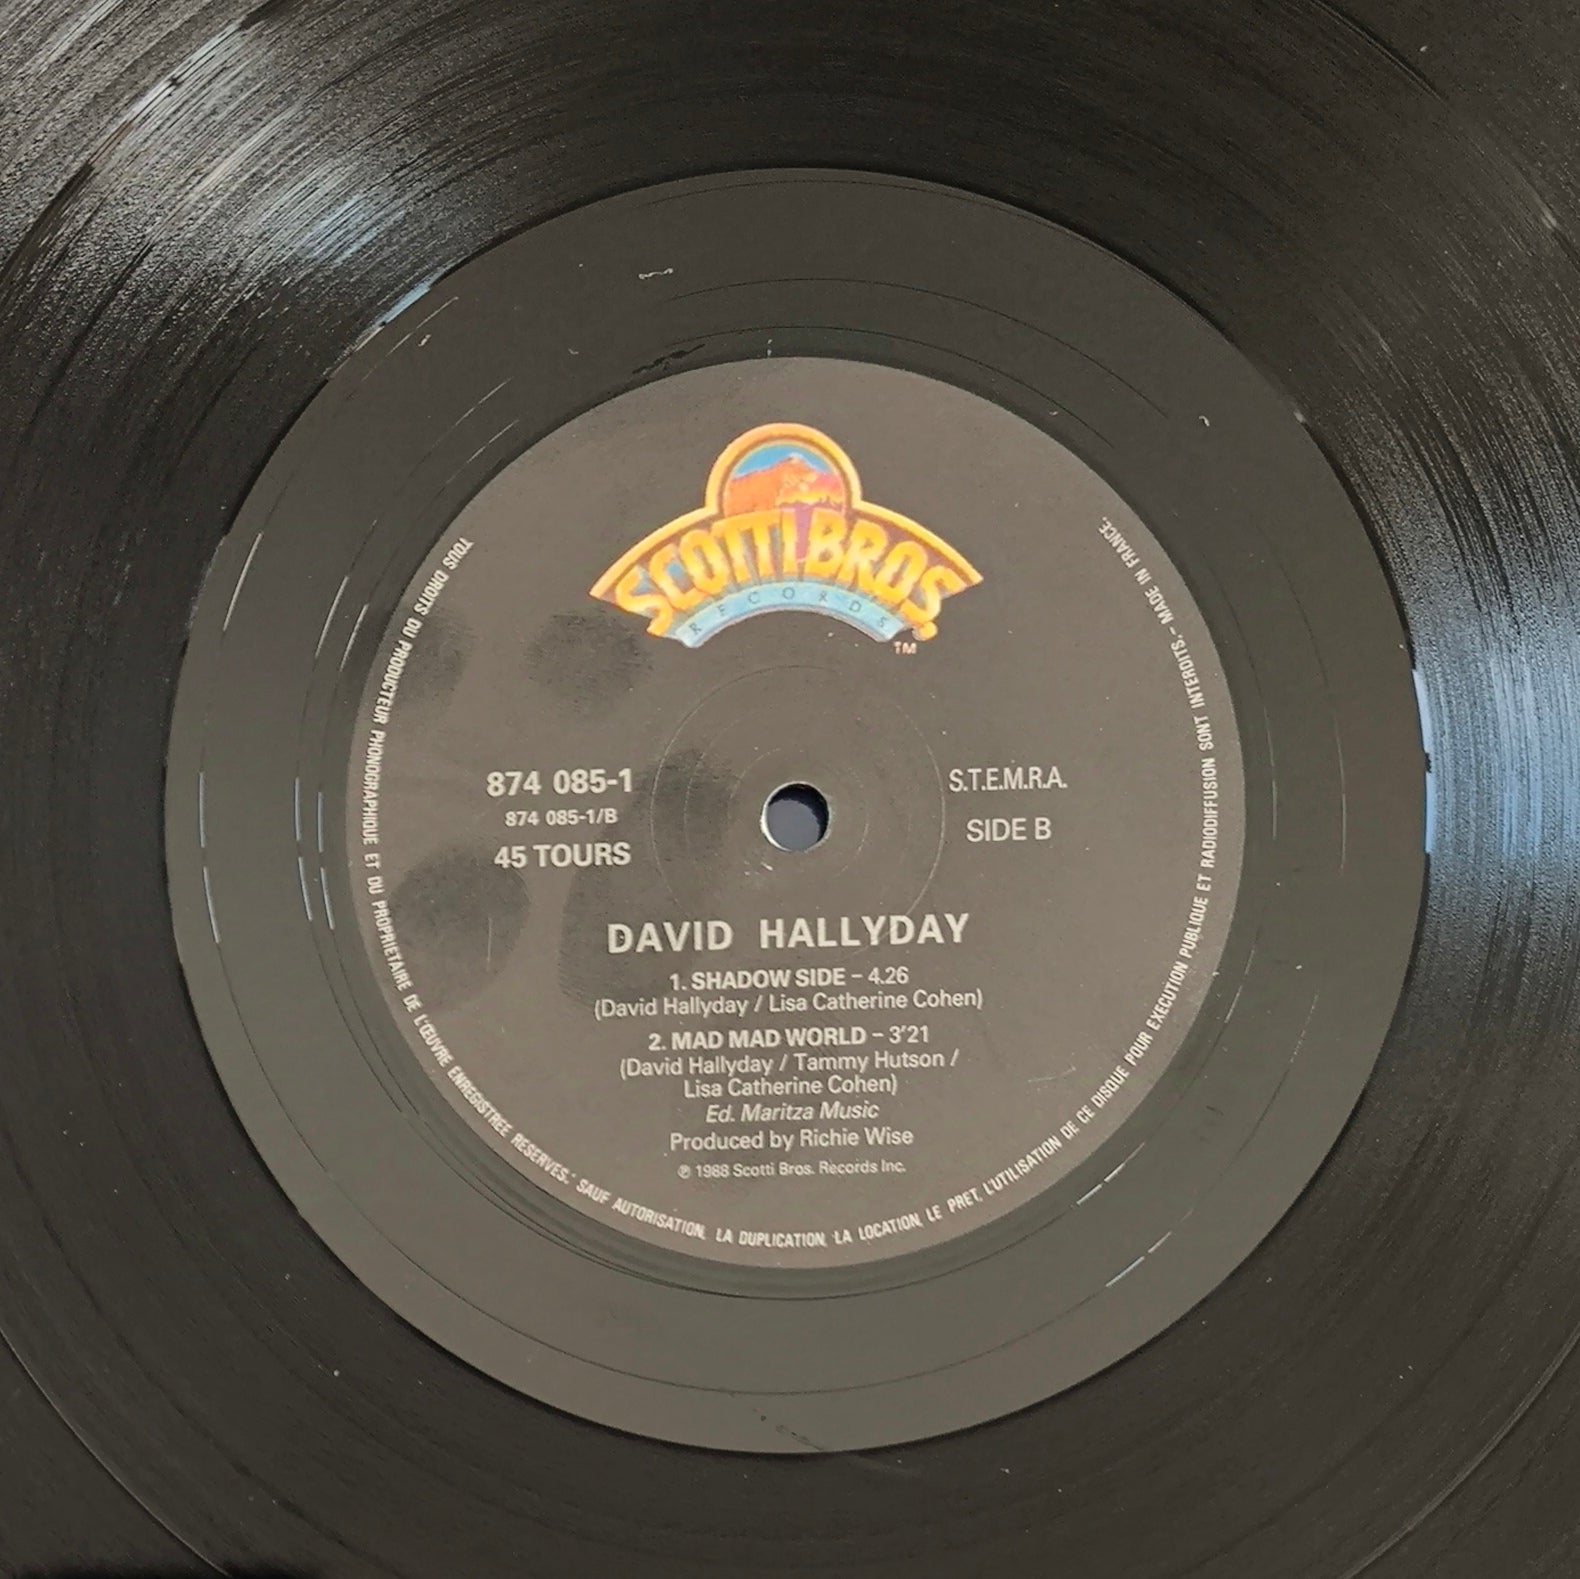 SCOTTI BROS
RECORDS
TM
874 085-1
874 085-1/B
45 TOURS
S.T.E.M.R.A.
SIDE B
DAVID HALLYDAY
1. SHADOW SIDE – 4.26
(David Hallyday / Lisa Catherine Cohen)
2. MAD MAD WORLD – 3'21
(David Hallyday / Tammy Hutson /
Lisa Catherine Cohen)
Ed. Maritza Music
Produced by Richie Wise
℗ 1988 Scotti Bros. Records Inc.
TOUS DROITS DU PRODUCTEUR PHONOGRAPHIQUE ET DU PROPRIETAIRE DE L'ŒUVRE ENREGISTREE RESERVES. SAUF AUTORISATION, LA DUPLICATION, LA LOCATION, LE PRET, L'UTILISATION DE CE DISQUE POUR EXECUTION PUBLIQUE ET RADIODIFFUSION SONT INTERDITS. – MADE IN FRANCE.